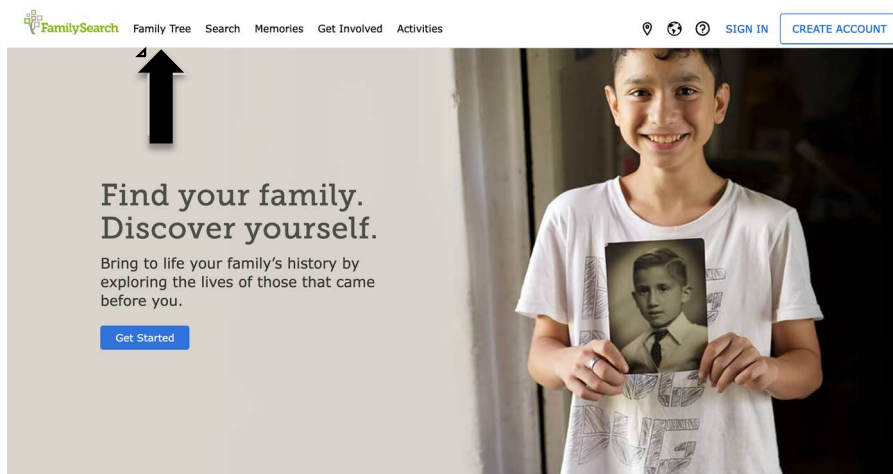 FamilySearch Family Tree Search Memories Get Involved Activities SIGN IN CREATE ACCOUNT
Find your family.
Discover yourself.
Bring to life your family's history by
exploring the lives of those that came
before you.
Get Started